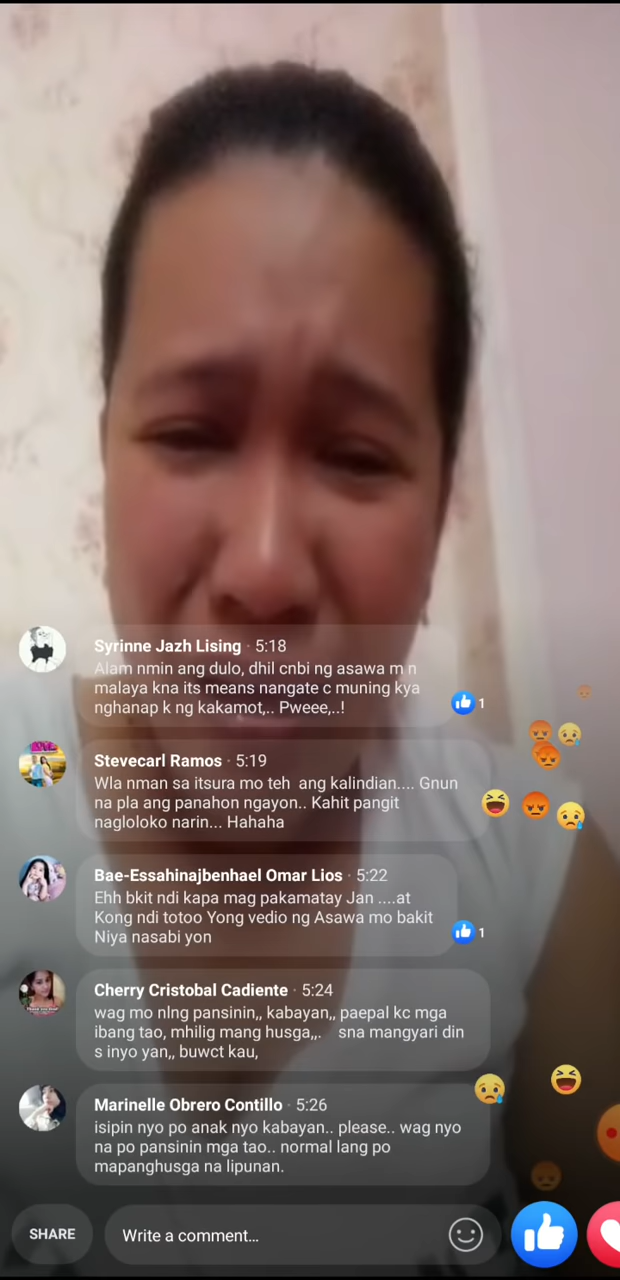 Syrinne Jazh Lising · 5:18
Alam nmin ang dulo, dhil cnbi ng asawa m n
malaya kna its means nangate c muning kya
nghanap k ng kakamot,.. Pweee,..!
1
Stevecarl Ramos · 5:19
Wla nman sa itsura mo teh ang kalindian.... Gnun
na pla ang panahon ngayon.. Kahit pangit
nagloloko narin... Hahaha
Bae-Essahinajbenhael Omar Lios · 5:22
Ehh bkit ndi kapa mag pakamatay Jan ....at
Kong ndi totoo Yong vedio ng Asawa mo bakit
Niya nasabi yon
1
Cherry Cristobal Cadiente · 5:24
wag mo nlng pansinin,, kabayan,, paepal kc mga
ibang tao, mhilig mang husga,,. sna mangyari din
s inyo yan,, buwct kau,
Marinelle Obrero Contillo · 5:26
isipin nyo po anak nyo kabayan.. please.. wag nyo
na po pansinin mga tao.. normal lang po
mapanghusga na lipunan.
SHARE
Write a comment...